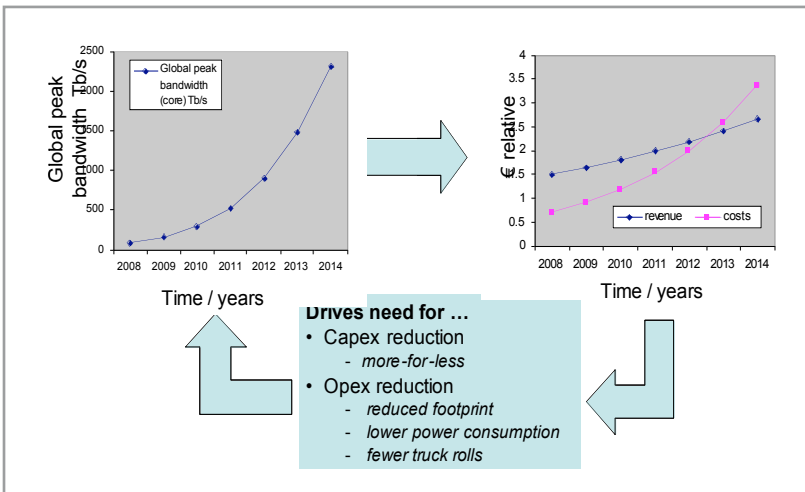 Global peak
bandwidth Tb/s
2500
2000
1500
1000
500
0
Global peak
bandwidth
(core) Tb/s
2008 2009 2010 2011 2012 2013 2014
Time / years
€ relative
4
3.5
3
2.5
2
1.5
1
0.5
0
revenue costs
2008 2009 2010 2011 2012 2013 2014
Time / years
Drives need for …
• Capex reduction
- more-for-less
• Opex reduction
- reduced footprint
- lower power consumption
- fewer truck rolls